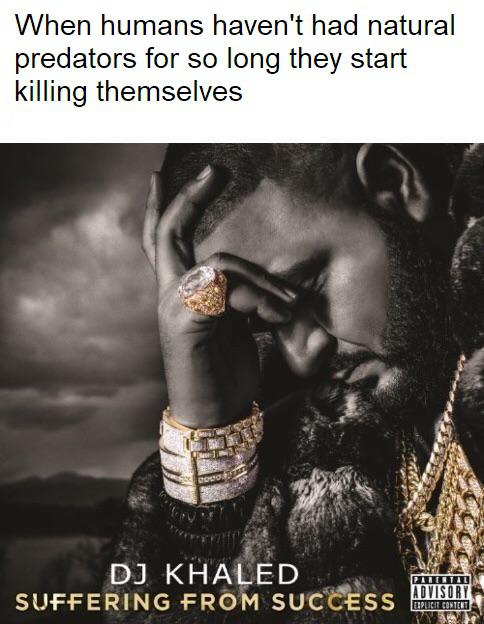 When humans haven't had natural
predators for so long they start
killing themselves
DJ KHALED
SUFFERING FROM SUCCESS
PARENTAL
ADVISORY
EXPLICIT CONTENT